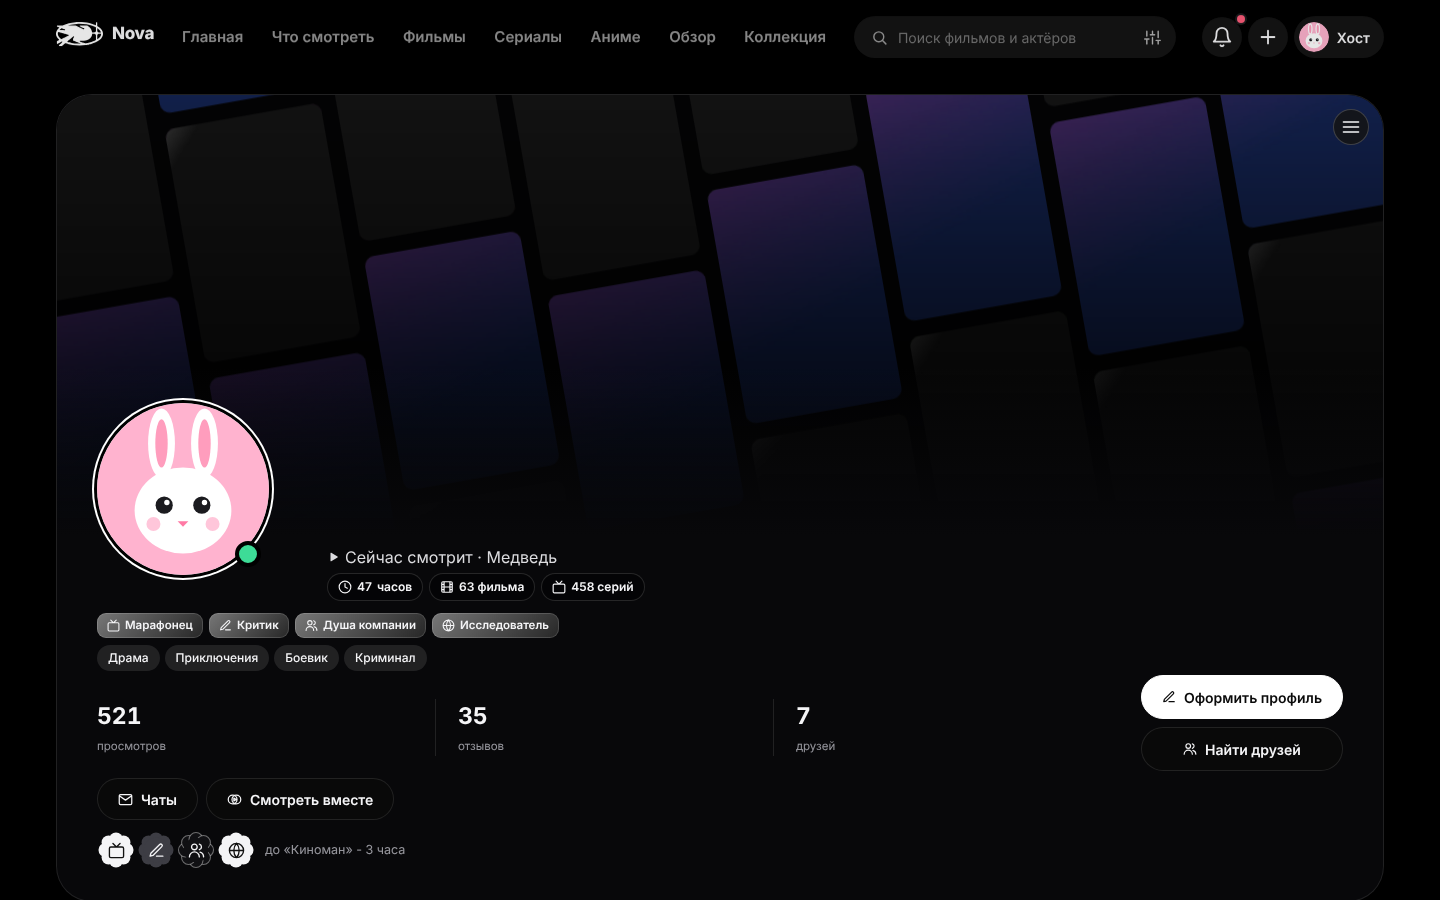 Nova
Главная
Что смотреть
Фильмы
Сериалы
Аниме
Обзор
Коллекция
Поиск фильмов и актёров
Хост
Сейчас смотрит · Медведь
47 часов
63 фильма
458 серий
Марафонец
Критик
Душа компании
Исследователь
Драма
Приключения
Боевик
Криминал
521
просмотров
35
отзывов
7
друзей
Оформить профиль
Найти друзей
Чаты
Смотреть вместе
до «Киноман» - 3 часа